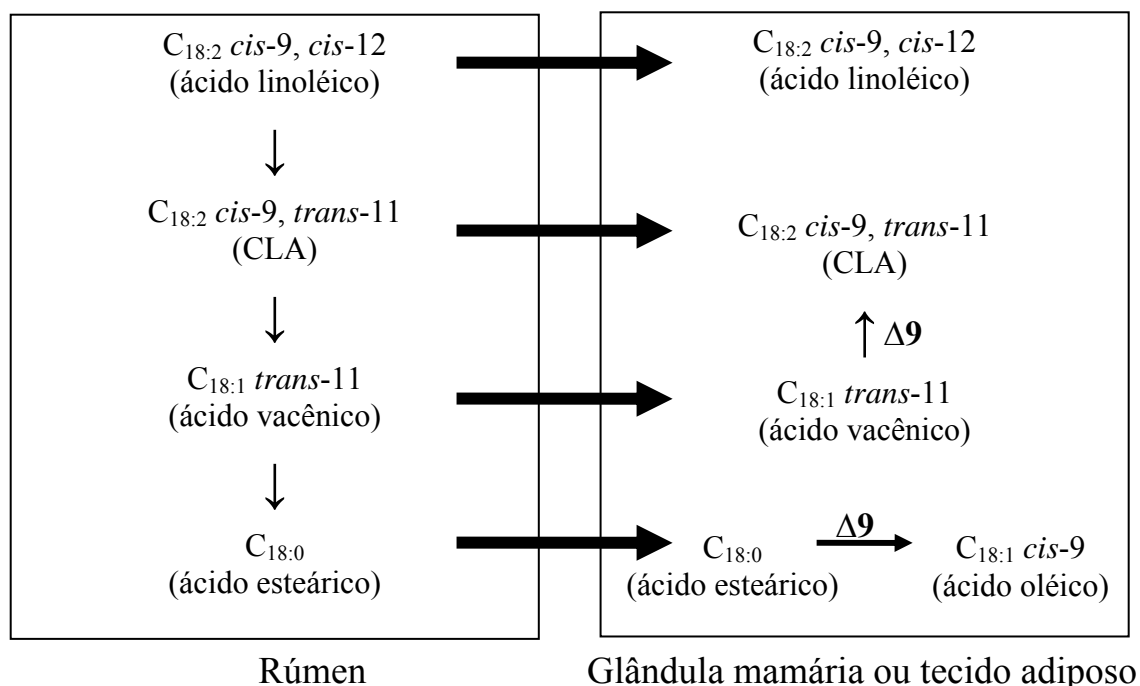 C18:2 cis-9, cis-12
(ácido linoléico)
C18:2 cis-9, trans-11
(CLA)
C18:1 trans-11
(ácido vacênico)
C18:0
(ácido esteárico)
Rúmen
C18:2 cis-9, cis-12
(ácido linoléico)
C18:2 cis-9, trans-11
(CLA)
Δ9
C18:1 trans-11
(ácido vacênico)
Δ9
C18:0
(ácido esteárico)
C18:1 cis-9
(ácido oléico)
Glândula mamária ou tecido adiposo